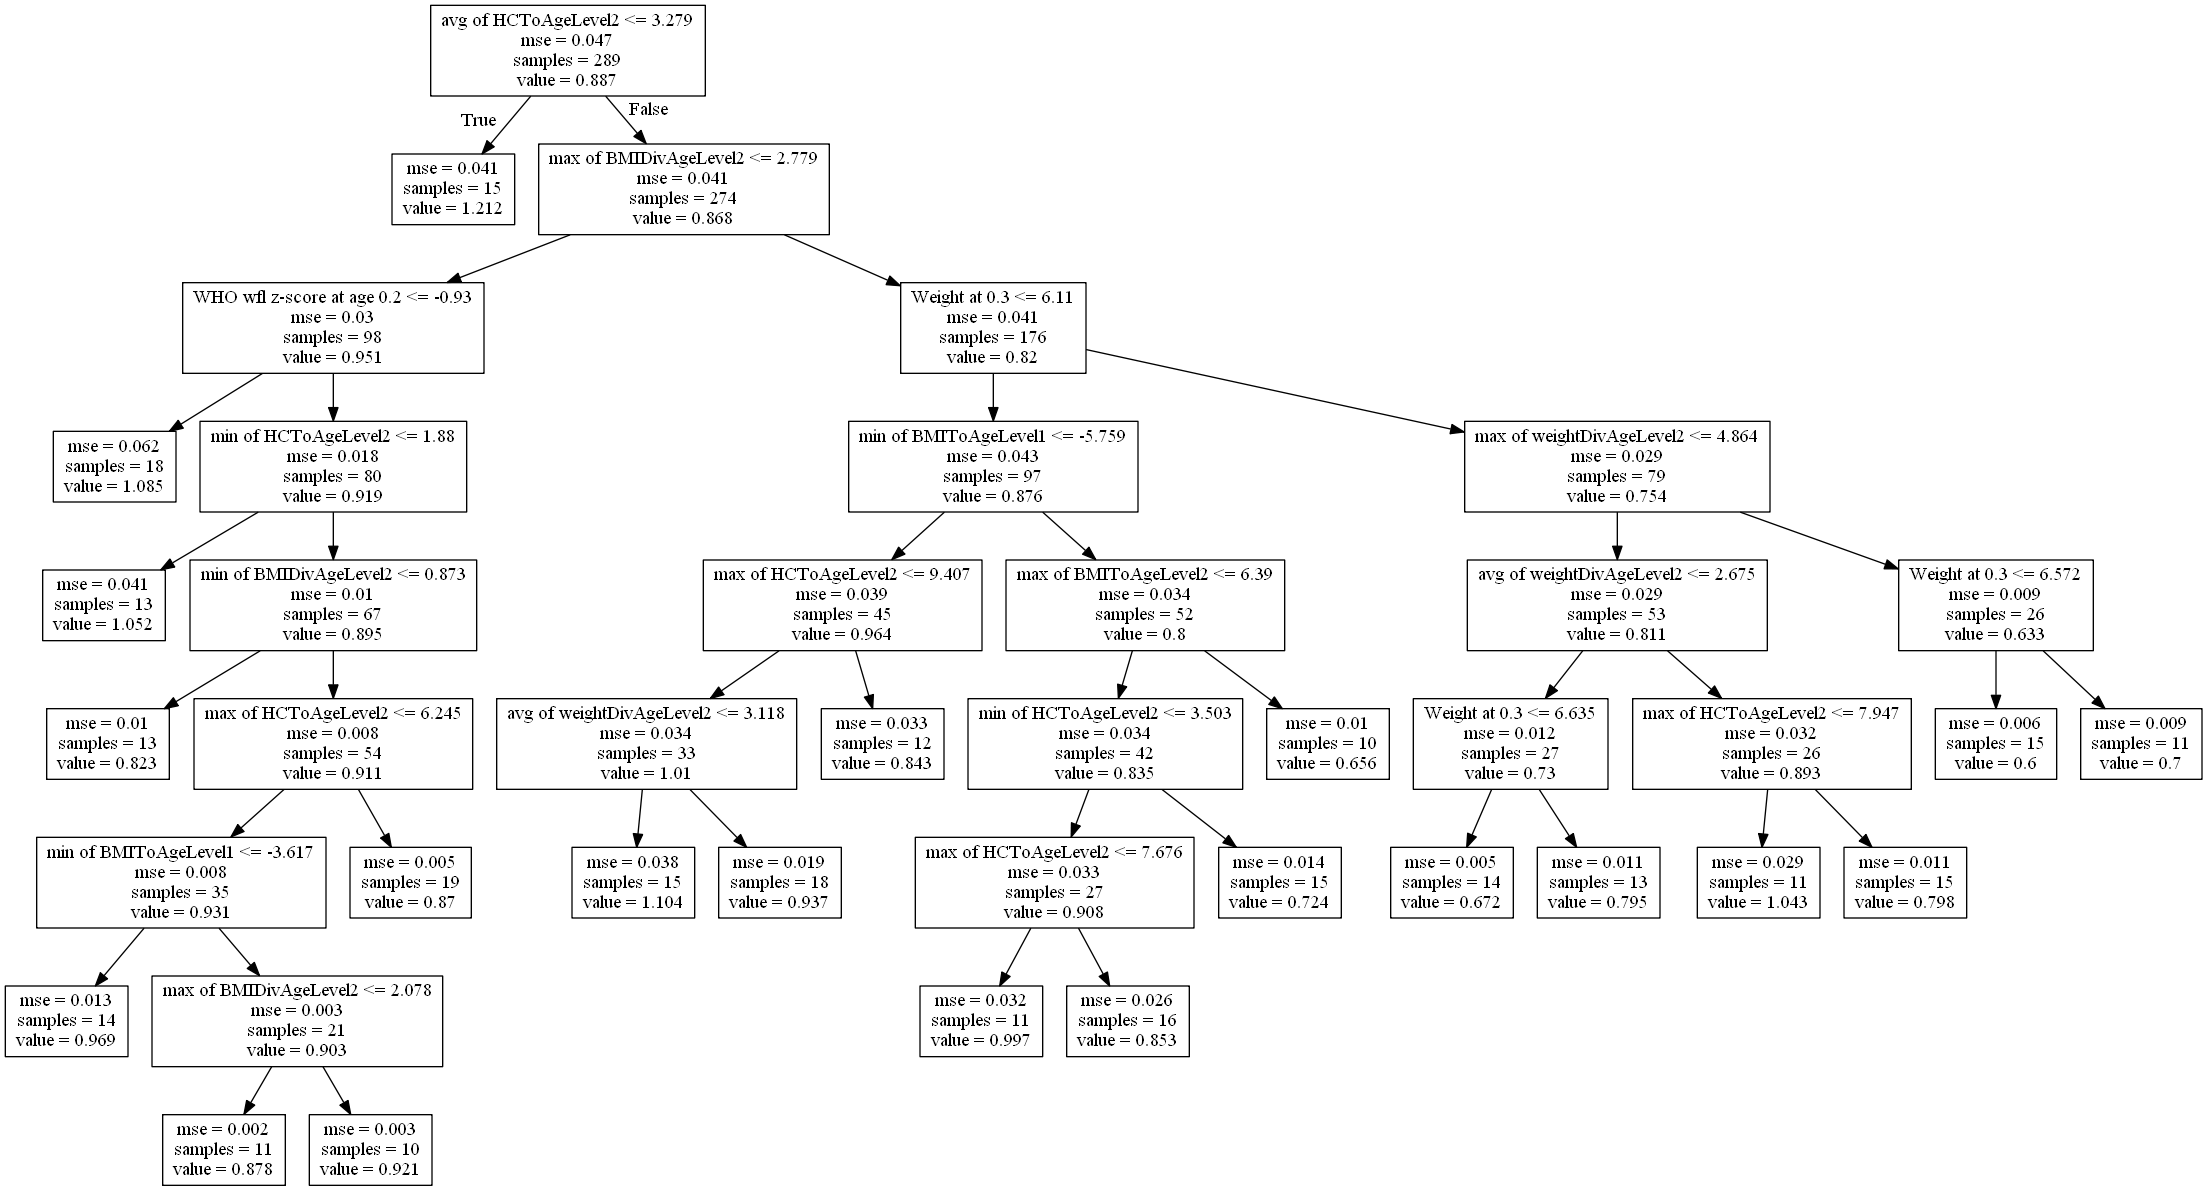 avg of HCToAgeLevel2 <= 3.279
mse = 0.047
samples = 289
value = 0.887
True
False
mse = 0.041
samples = 15
value = 1.212
max of BMIDivAgeLevel2 <= 2.779
mse = 0.041
samples = 274
value = 0.868
WHO wfl z-score at age 0.2 <= -0.93
mse = 0.03
samples = 98
value = 0.951
Weight at 0.3 <= 6.11
mse = 0.041
samples = 176
value = 0.82
mse = 0.062
samples = 18
value = 1.085
min of HCToAgeLevel2 <= 1.88
mse = 0.018
samples = 80
value = 0.919
min of BMIToAgeLevel1 <= -5.759
mse = 0.043
samples = 97
value = 0.876
max of weightDivAgeLevel2 <= 4.864
mse = 0.029
samples = 79
value = 0.754
mse = 0.041
samples = 13
value = 1.052
min of BMIDivAgeLevel2 <= 0.873
mse = 0.01
samples = 67
value = 0.895
max of HCToAgeLevel2 <= 9.407
mse = 0.039
samples = 45
value = 0.964
max of BMIToAgeLevel2 <= 6.39
mse = 0.034
samples = 52
value = 0.8
avg of weightDivAgeLevel2 <= 2.675
mse = 0.029
samples = 53
value = 0.811
Weight at 0.3 <= 6.572
mse = 0.009
samples = 26
value = 0.633
mse = 0.01
samples = 13
value = 0.823
max of HCToAgeLevel2 <= 6.245
mse = 0.008
samples = 54
value = 0.911
avg of weightDivAgeLevel2 <= 3.118
mse = 0.034
samples = 33
value = 1.01
mse = 0.033
samples = 12
value = 0.843
min of HCToAgeLevel2 <= 3.503
mse = 0.034
samples = 42
value = 0.835
mse = 0.01
samples = 10
value = 0.656
Weight at 0.3 <= 6.635
mse = 0.012
samples = 27
value = 0.73
max of HCToAgeLevel2 <= 7.947
mse = 0.032
samples = 26
value = 0.893
mse = 0.006
samples = 15
value = 0.6
mse = 0.009
samples = 11
value = 0.7
min of BMIToAgeLevel1 <= -3.617
mse = 0.008
samples = 35
value = 0.931
mse = 0.005
samples = 19
value = 0.87
mse = 0.038
samples = 15
value = 1.104
mse = 0.019
samples = 18
value = 0.937
max of HCToAgeLevel2 <= 7.676
mse = 0.033
samples = 27
value = 0.908
mse = 0.014
samples = 15
value = 0.724
mse = 0.005
samples = 14
value = 0.672
mse = 0.011
samples = 13
value = 0.795
mse = 0.029
samples = 11
value = 1.043
mse = 0.011
samples = 15
value = 0.798
mse = 0.013
samples = 14
value = 0.969
max of BMIDivAgeLevel2 <= 2.078
mse = 0.003
samples = 21
value = 0.903
mse = 0.032
samples = 11
value = 0.997
mse = 0.026
samples = 16
value = 0.853
mse = 0.002
samples = 11
value = 0.878
mse = 0.003
samples = 10
value = 0.921